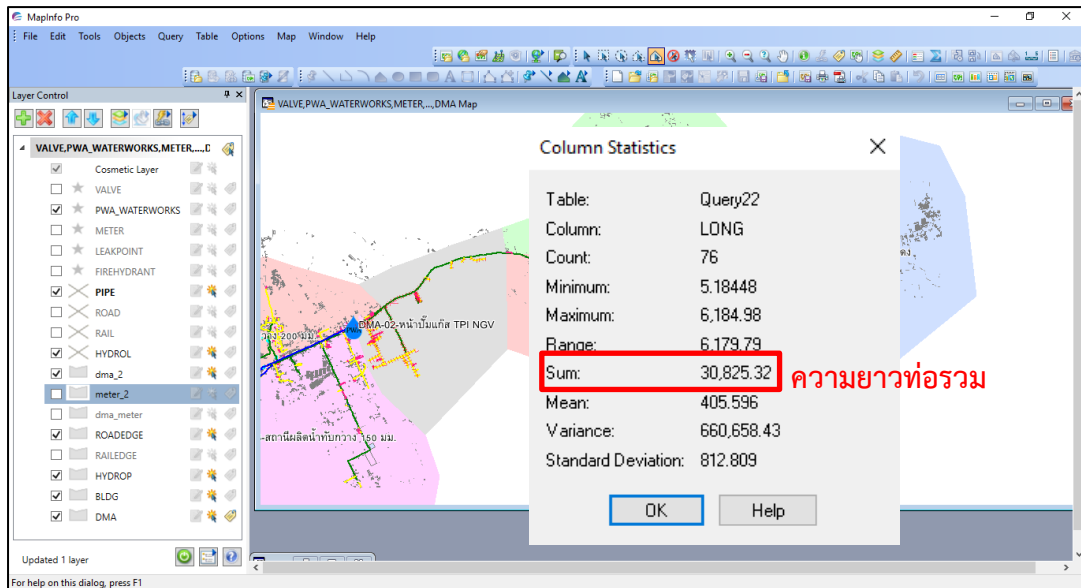 MapInfo Pro
File Edit Tools Objects Query Table Options Map Window Help
Layer Control
VALVE,PWA_WATERWORKS,METER,...,DMA Map
VALVE,PWA_WATERWORKS,METER,...,D
Cosmetic Layer
VALVE
PWA_WATERWORKS
METER
LEAKPOINT
FIREHYDRANT
PIPE
ROAD
RAIL
HYDROL
dma_2
meter_2
dma_meter
ROADEDGE
RAILEDGE
HYDROP
BLDG
DMA
Updated 1 layer
For help on this dialog, press F1
DMA-02-หน้าปั๊มแก๊ส TPI NGV
200 มม.
-สถานีผลิตน้ำทับกวาง 150 มม.
Column Statistics
Table: Query22
Column: LONG
Count: 76
Minimum: 5.18448
Maximum: 6,184.98
Range: 6,179.79
Sum: 30,825.32
ความยาวท่อรวม
Mean: 405.596
Variance: 660,658.43
Standard Deviation: 812.809
OK Help